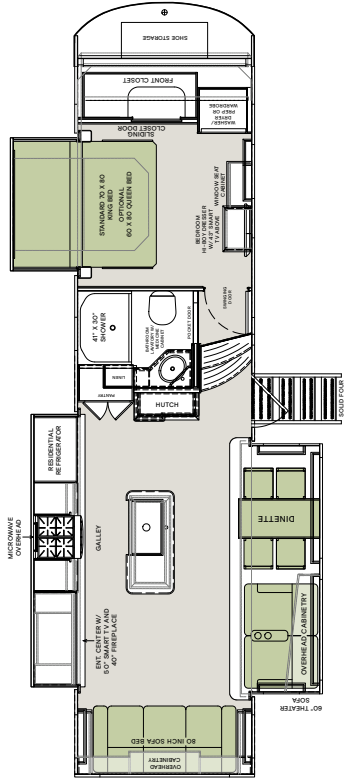 SHOE STORAGE
FRONT CLOSET
WASHER/
DRYER
PREP OR
WARDROBE
SLIDING
CLOSET DOOR
STANDARD 70 X 80
KING BED
OPTIONAL
60 X 80 QUEEN BED
WINDOW SEAT
CABINET
BEDROOM
HI-BOY DRESSER
W/ 43" SMART
TV ABOVE
SWINGING
DOOR
41" X 30"
SHOWER
BATHROOM
LAVATORY W/
MEDICINE
CABINET
POCKET DOOR
LINEN
PANTRY
HUTCH
SOLID FOUR
RESIDENTIAL
REFRIGERATOR
MICROWAVE
OVERHEAD
GALLEY
DINETTE
ENT. CENTER W/
50" SMART TV AND
40" FIREPLACE
OVERHEAD CABINETRY
60" THEATER
SOFA
80 INCH SOFA BED
OVERHEAD
CABINETRY